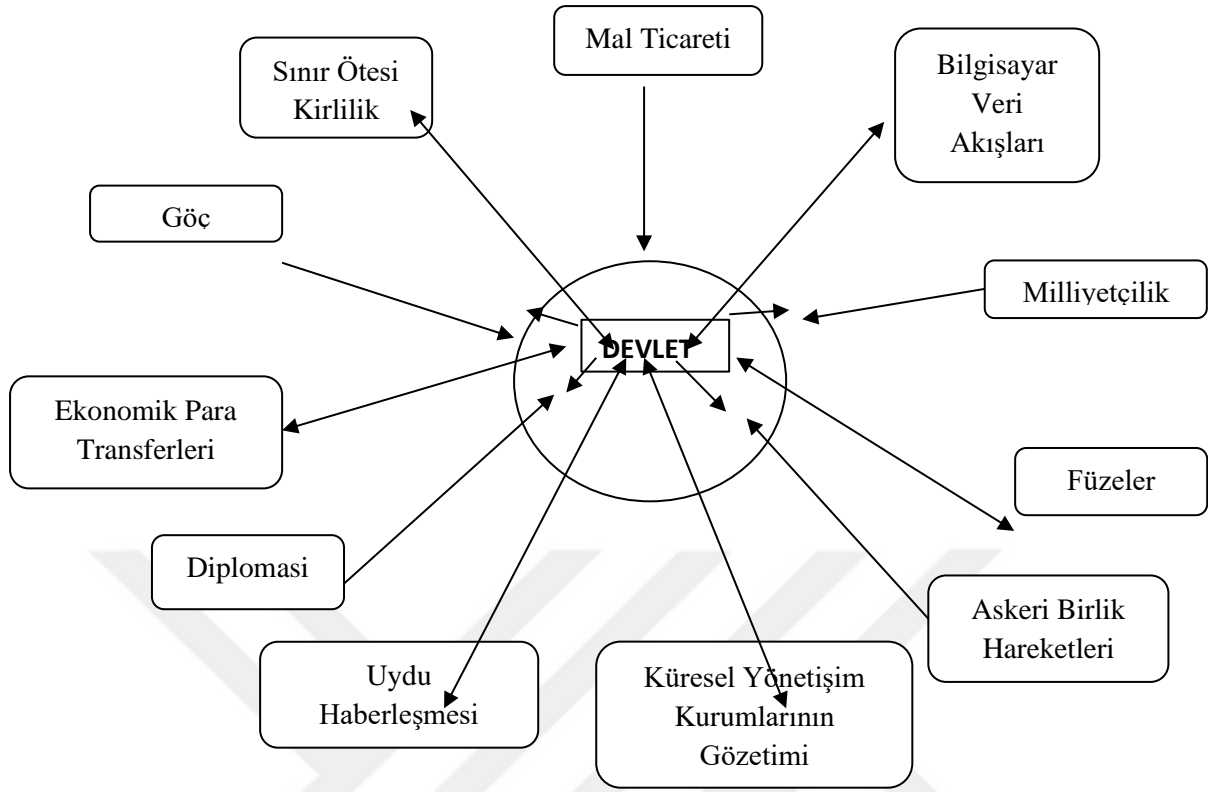 Mal Ticareti
Sınır Ötesi
Kirlilik
Bilgisayar
Veri
Akışları
Göç
Milliyetçilik
DEVLET
Ekonomik Para
Transferleri
Füzeler
Diplomasi
Askeri Birlik
Hareketleri
Uydu
Haberleşmesi
Küresel Yönetişim
Kurumlarının
Gözetimi